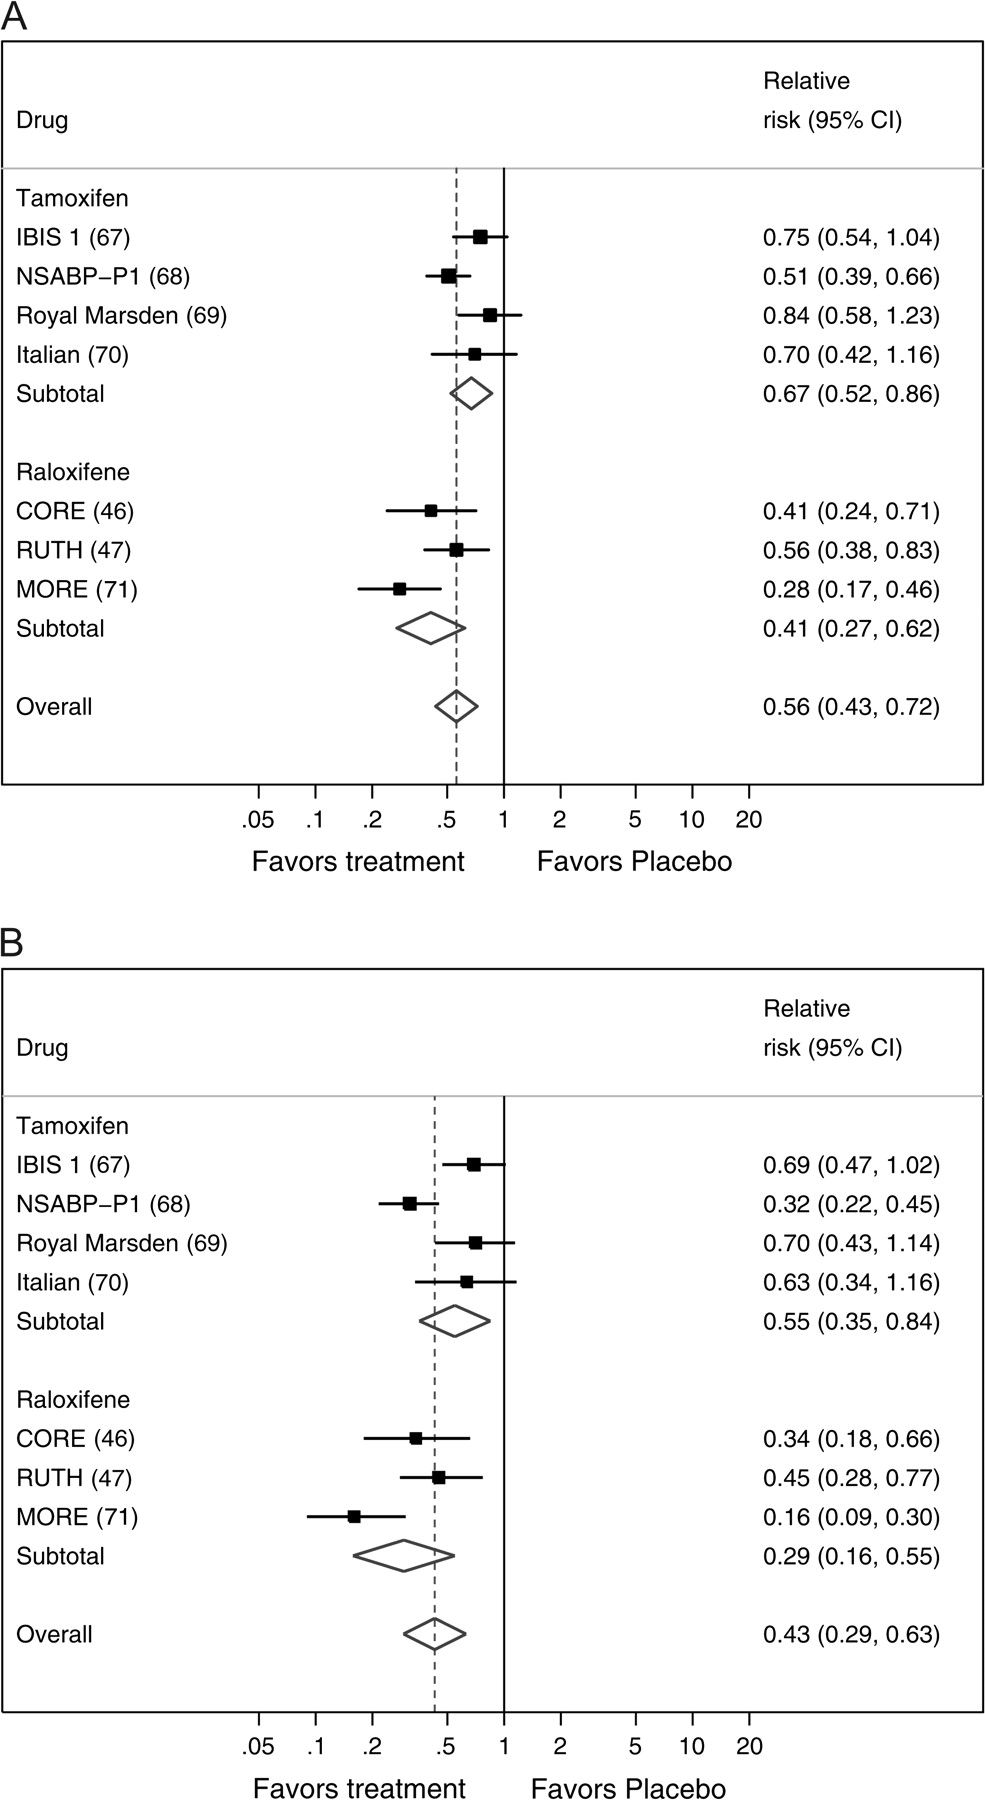 A
Relative
Drug risk (95% CI)
Tamoxifen
IBIS 1 (67) 0.75 (0.54, 1.04)
NSABP−P1 (68) 0.51 (0.39, 0.66)
Royal Marsden (69) 0.84 (0.58, 1.23)
Italian (70) 0.70 (0.42, 1.16)
Subtotal 0.67 (0.52, 0.86)
Raloxifene
CORE (46) 0.41 (0.24, 0.71)
RUTH (47) 0.56 (0.38, 0.83)
MORE (71) 0.28 (0.17, 0.46)
Subtotal 0.41 (0.27, 0.62)
Overall 0.56 (0.43, 0.72)
.05 .1 .2 .5 1 2 5 10 20
Favors treatment Favors Placebo
B
Relative
Drug risk (95% CI)
Tamoxifen
IBIS 1 (67) 0.69 (0.47, 1.02)
NSABP−P1 (68) 0.32 (0.22, 0.45)
Royal Marsden (69) 0.70 (0.43, 1.14)
Italian (70) 0.63 (0.34, 1.16)
Subtotal 0.55 (0.35, 0.84)
Raloxifene
CORE (46) 0.34 (0.18, 0.66)
RUTH (47) 0.45 (0.28, 0.77)
MORE (71) 0.16 (0.09, 0.30)
Subtotal 0.29 (0.16, 0.55)
Overall 0.43 (0.29, 0.63)
.05 .1 .2 .5 1 2 5 10 20
Favors treatment Favors Placebo